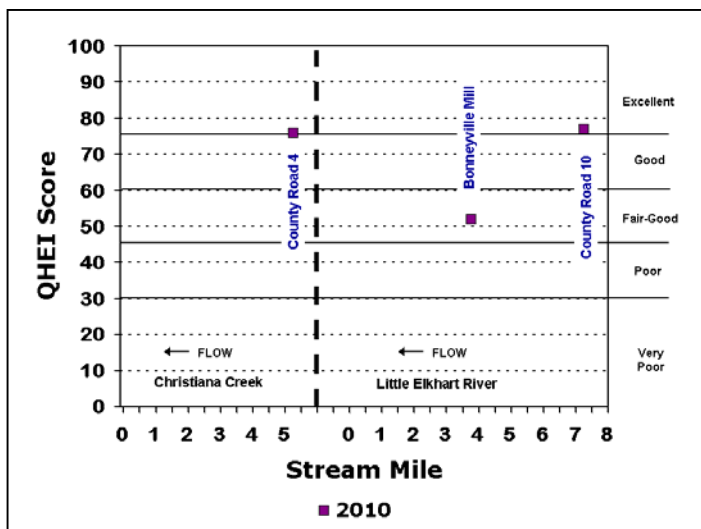 100
90
80
70
60
50
40
30
20
10
0
QHEI Score
County Road 4
Bonneyville Mill
County Road 10
Excellent
Good
Fair-Good
Poor
Very
Poor
← FLOW
← FLOW
Christiana Creek
Little Elkhart River
0 1 2 3 4 5 0 1 2 3 4 5 6 7 8
Stream Mile
2010